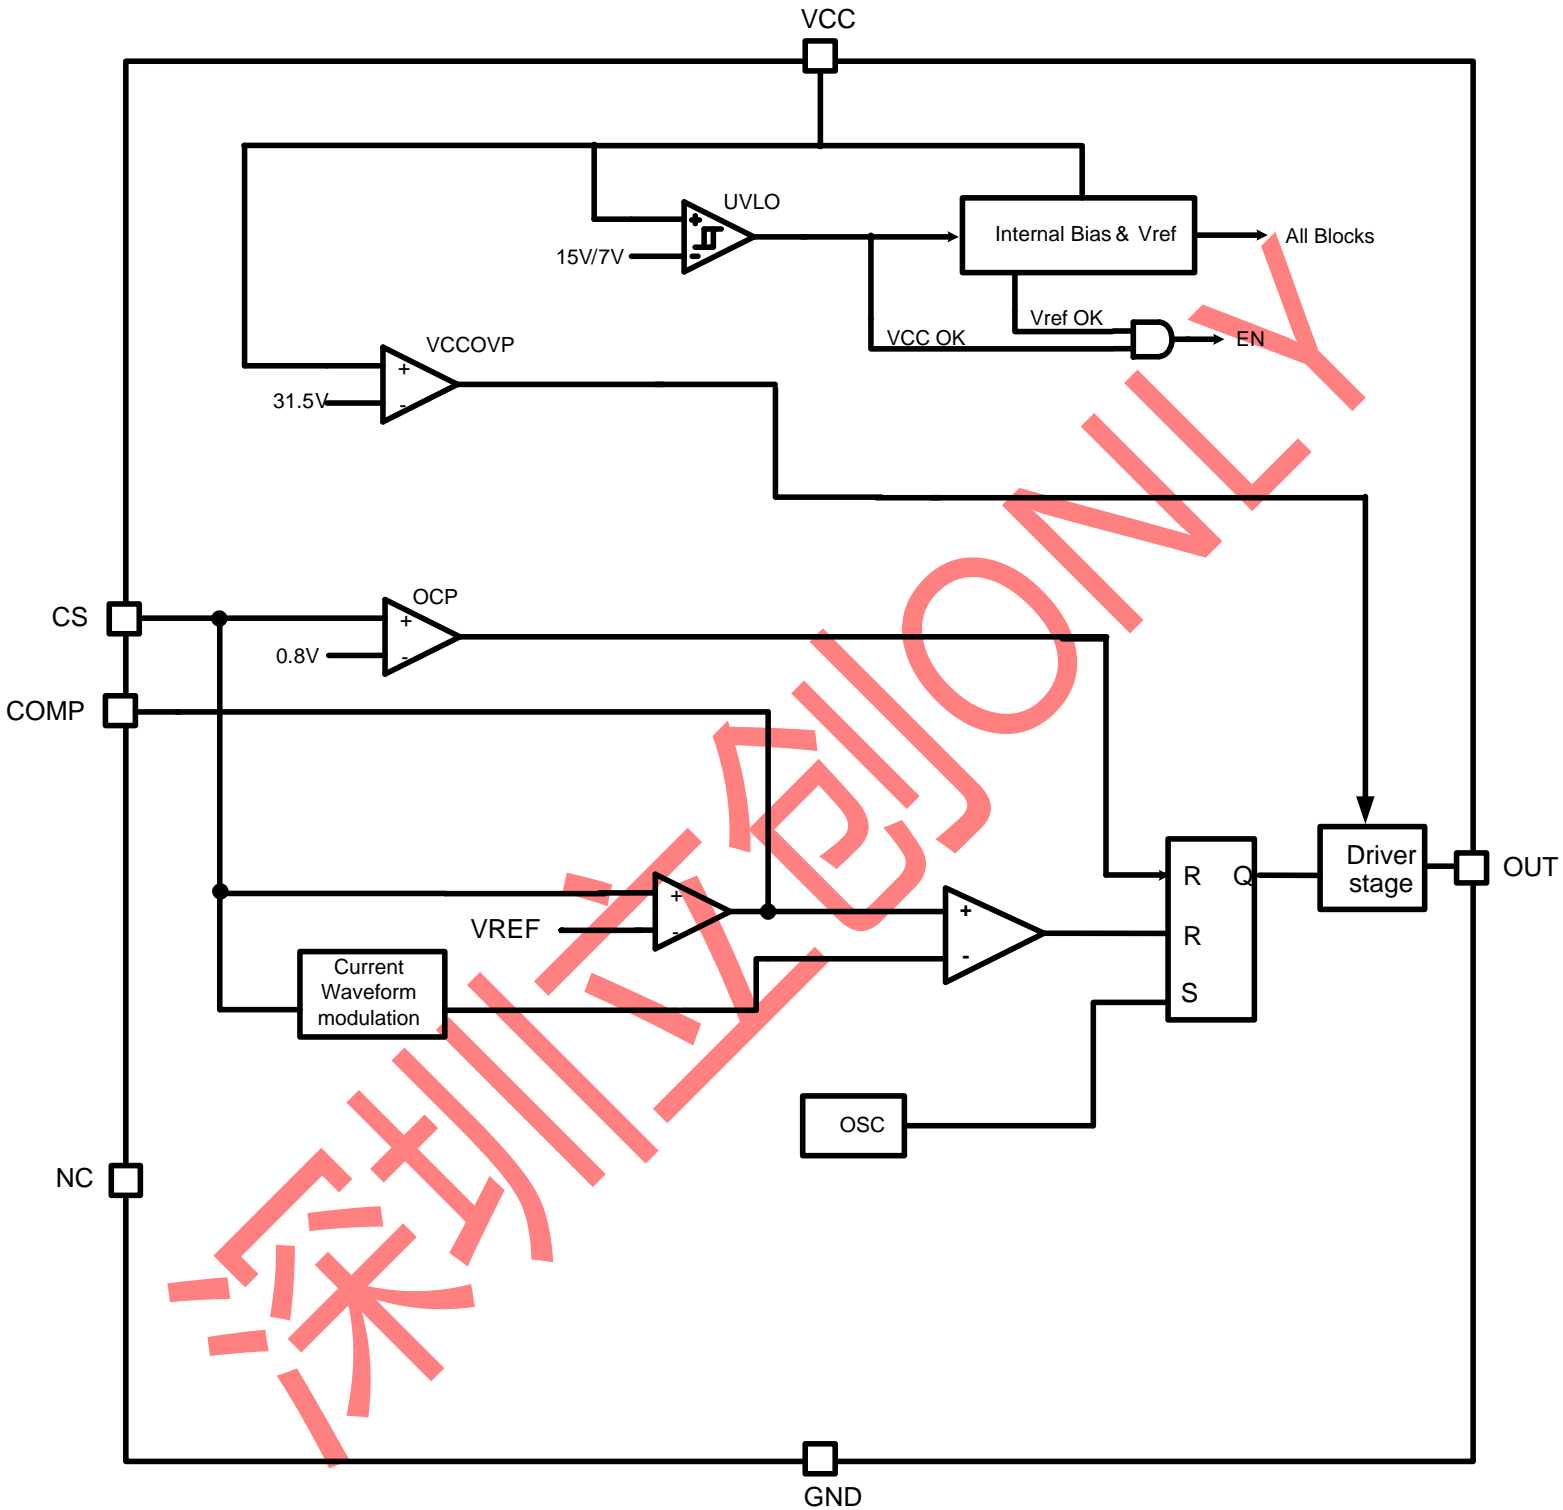 VCC
UVLO
15V/7V
Internal Bias & Vref
All Blocks
Vref OK
VCC OK
EN
VCCOVP
31.5V
+
-
CS
OCP
0.8V
+
-
COMP
VREF
+
-
+
-
Current
Waveform
modulation
R
Q
R
S
Driver
stage
OUT
OSC
NC
GND
深圳立创ONLY